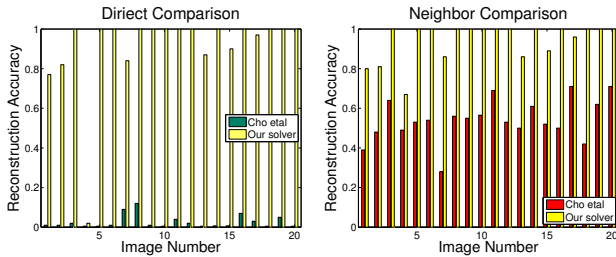 Diriect Comparison
Reconstruction Accuracy
1
0.8
0.6
0.4
0.2
0
Cho etal
Our solver
5
10
15
20
Image Number
Neighbor Comparison
Reconstruction Accuracy
1
0.8
0.6
0.4
0.2
0
Cho etal
Our solver
5
10
15
20
Image Number